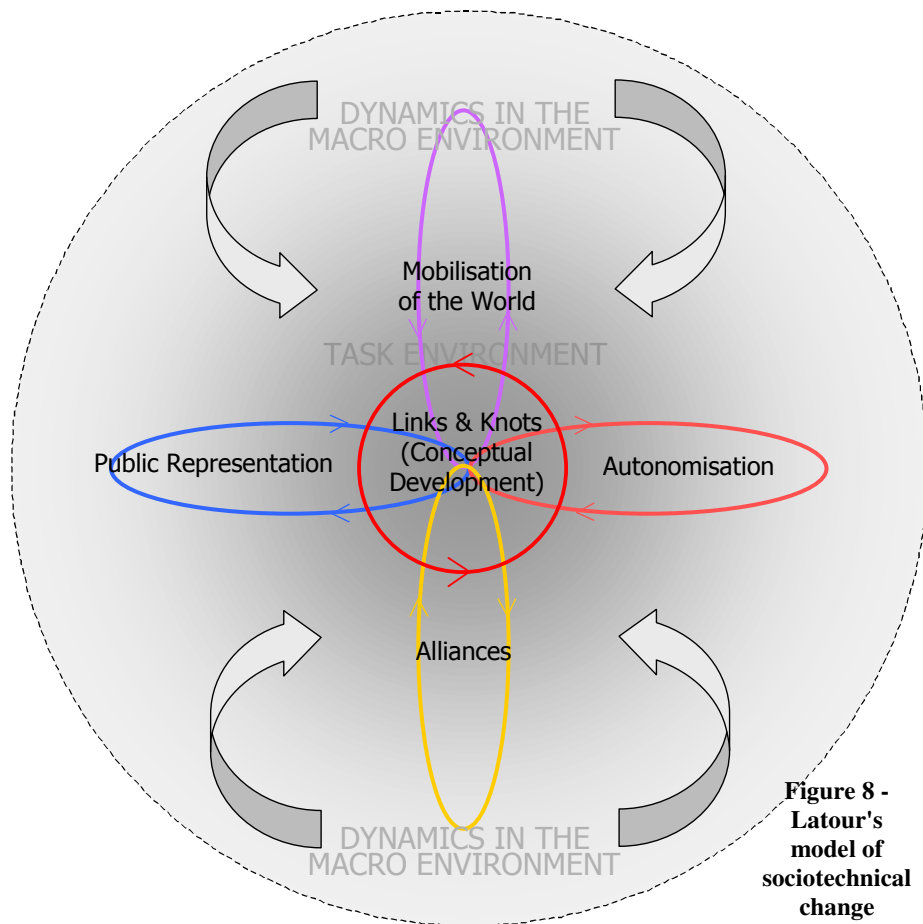 DYNAMICS IN THE
MACRO ENVIRONMENT
Mobilisation
of the World
TASK ENVIRONMENT
Links & Knots
(Conceptual
Development)
Public Representation
Autonomisation
Alliances
DYNAMICS IN THE
MACRO ENVIRONMENT
Figure 8 -
Latour's
model of
sociotechnical
change